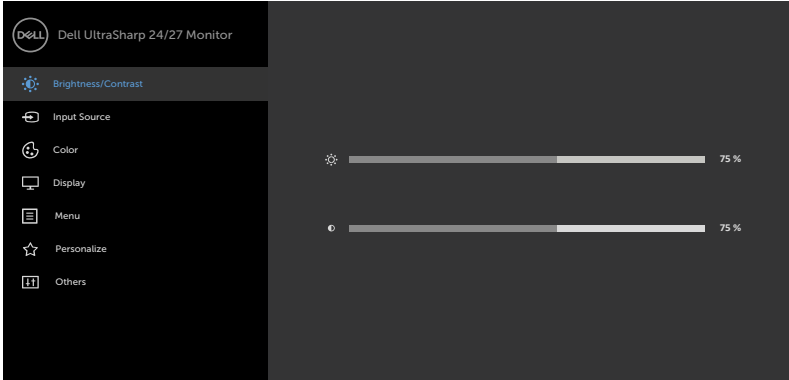 DELL Dell UltraSharp 24/27 Monitor
Brightness/Contrast
Input Source
Color
75 %
Display
Menu
75 %
Personalize
Others